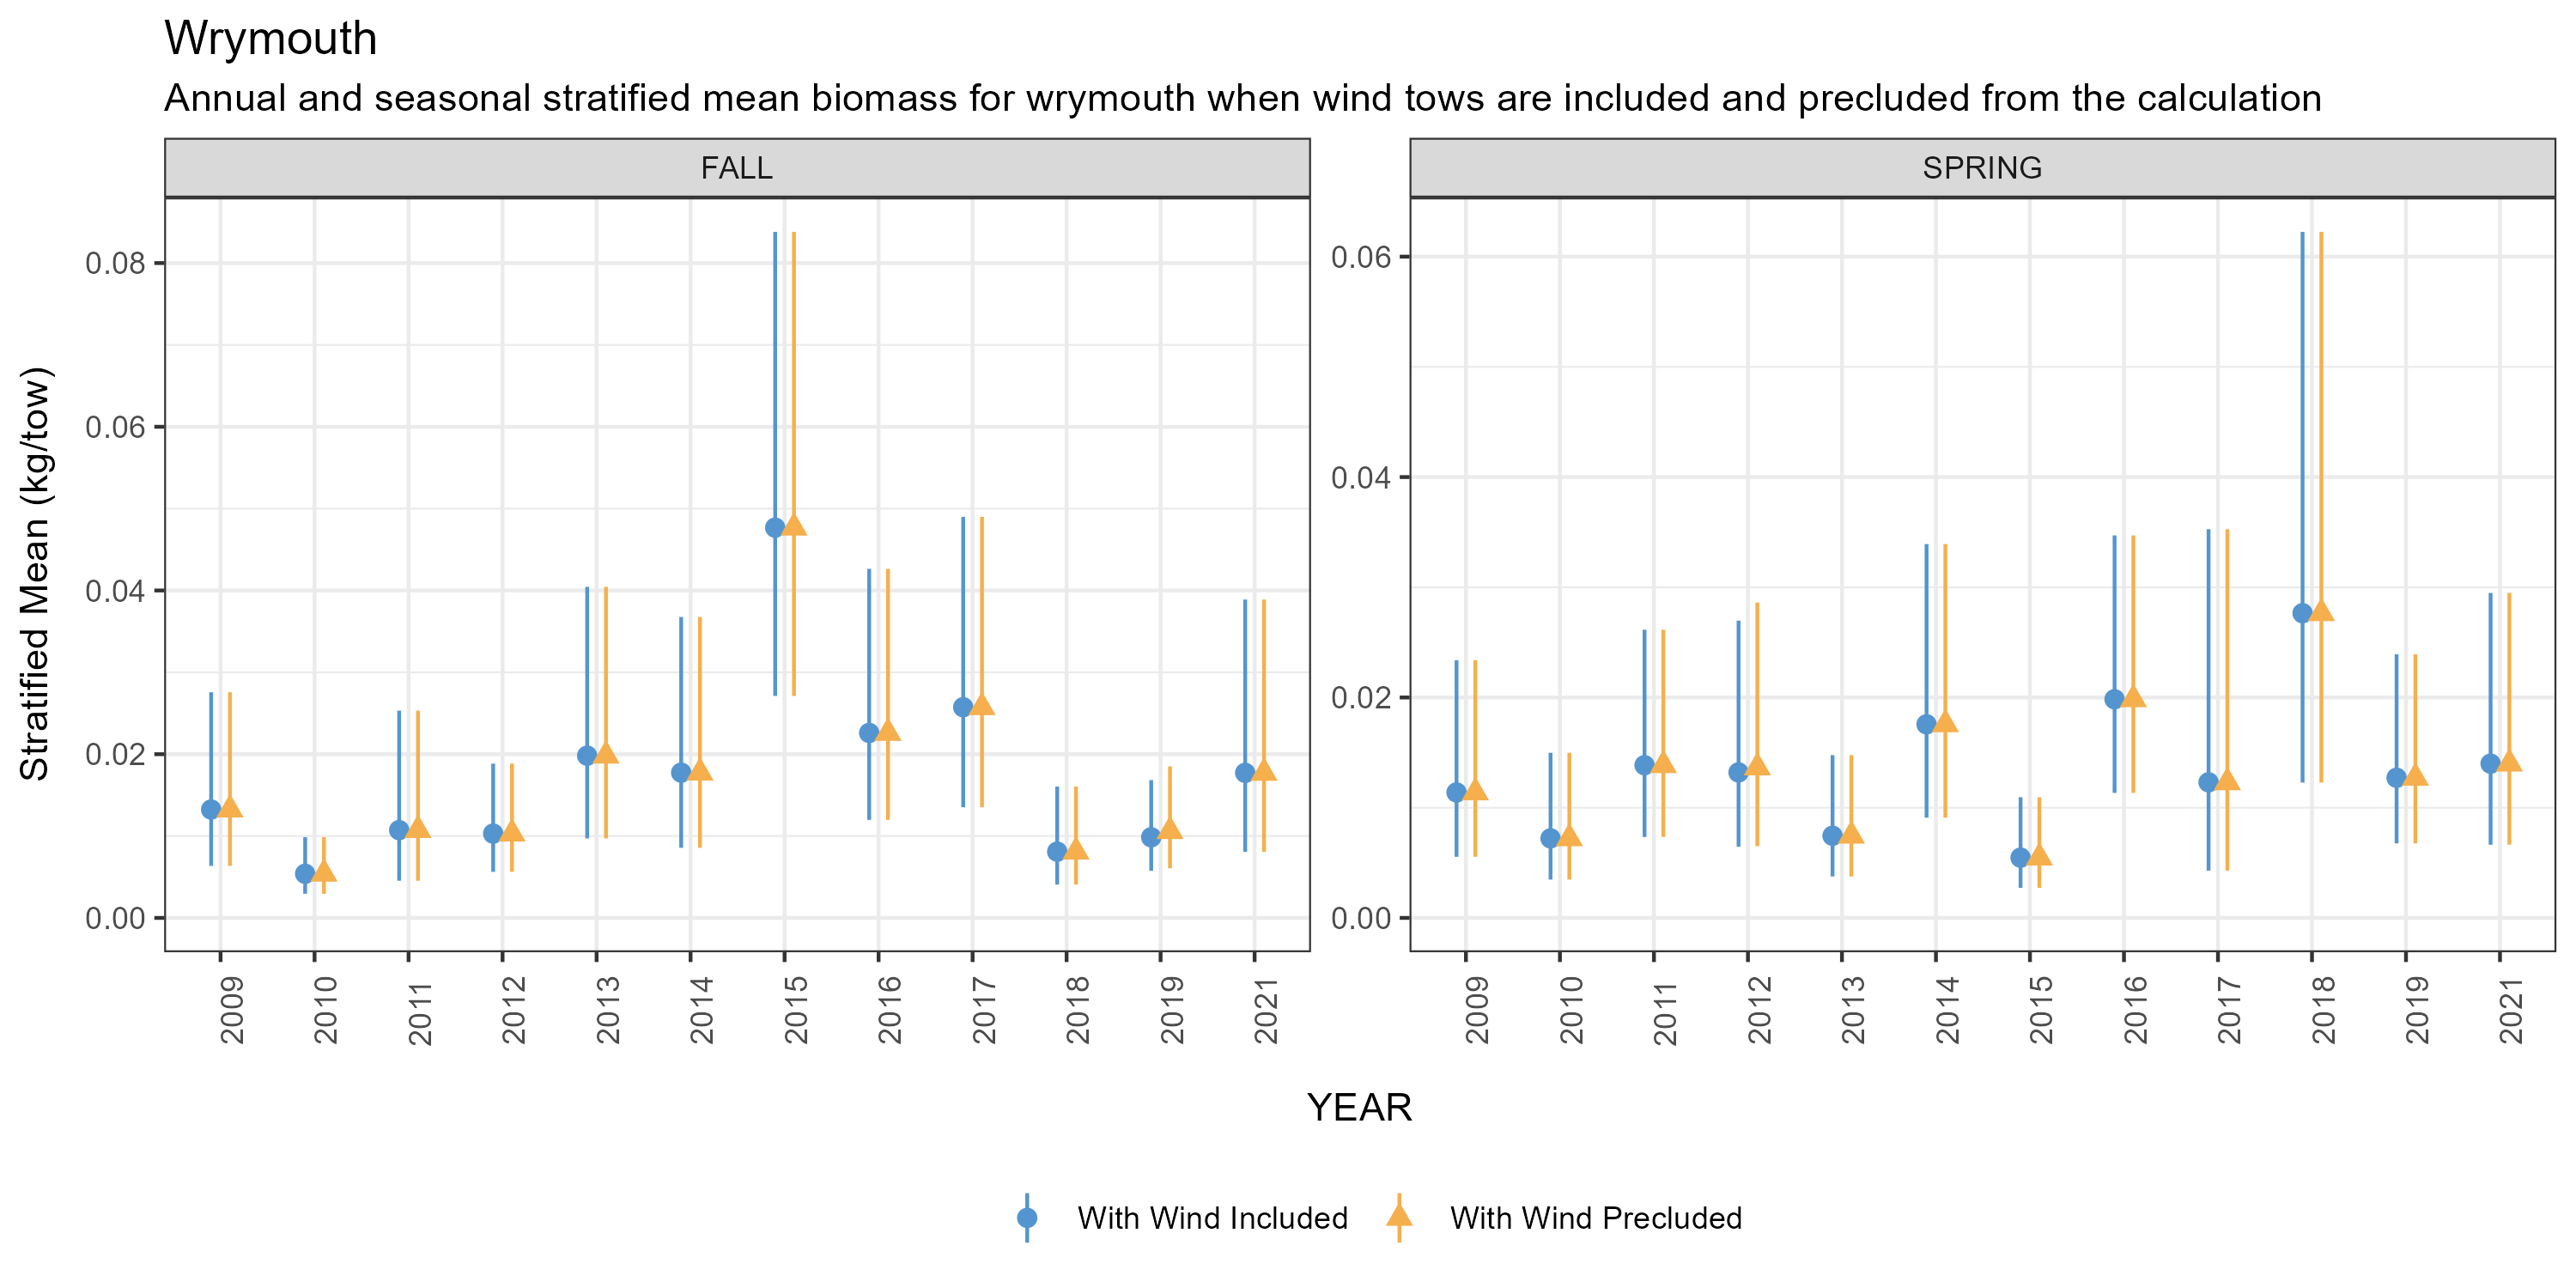 Wrymouth
Annual and seasonal stratified mean biomass for wrymouth when wind tows are included and precluded from the calculation
FALL
SPRING
Stratified Mean (kg/tow)
0.08
0.06
0.04
0.02
0.00
0.06
0.04
0.02
0.00
2009 2010 2011 2012 2013 2014 2015 2016 2017 2018 2019 2021
2009 2010 2011 2012 2013 2014 2015 2016 2017 2018 2019 2021
YEAR
With Wind Included
With Wind Precluded